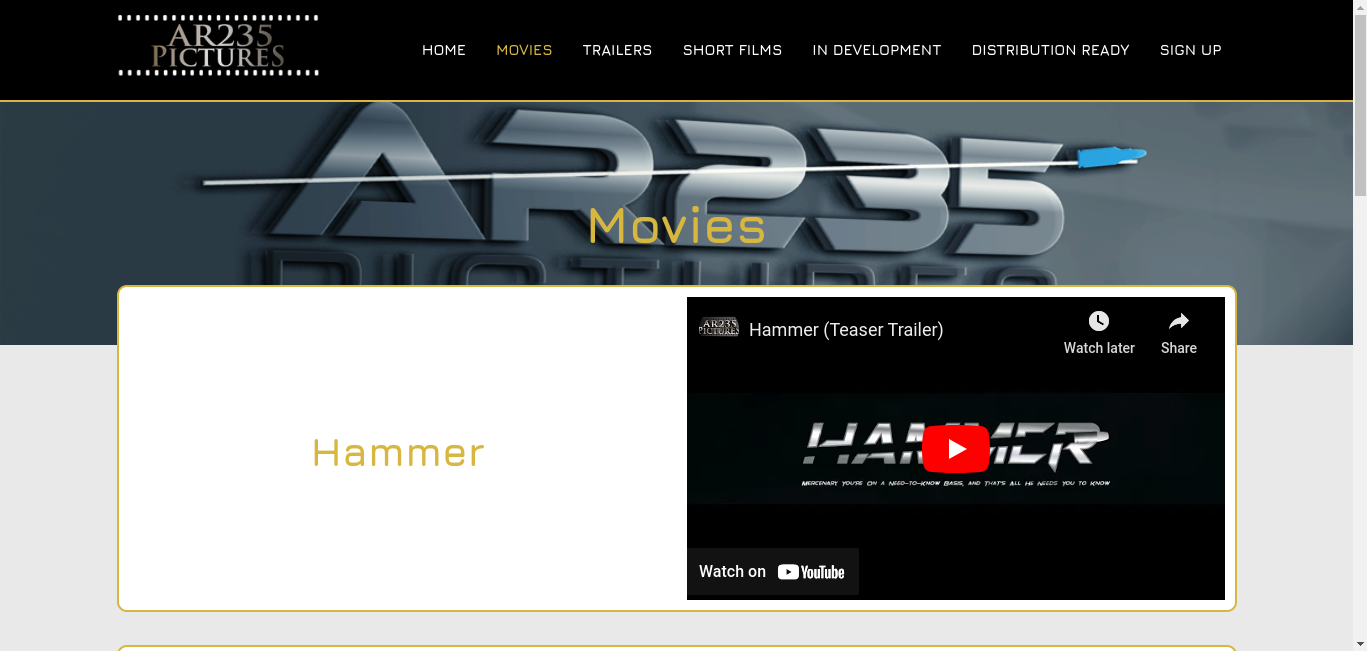 AR235
PICTURES
HOME
MOVIES
TRAILERS
SHORT FILMS
IN DEVELOPMENT
DISTRIBUTION READY
SIGN UP
AR235
PICTURES
Movies
Hammer
AR235
PICTURES
Hammer (Teaser Trailer)
Watch later
Share
HAMMER
MERCENARY YOU'RE ON A NEED-TO-KNOW BASIS, AND THAT'S ALL HE NEEDS YOU TO KNOW
Watch on YouTube